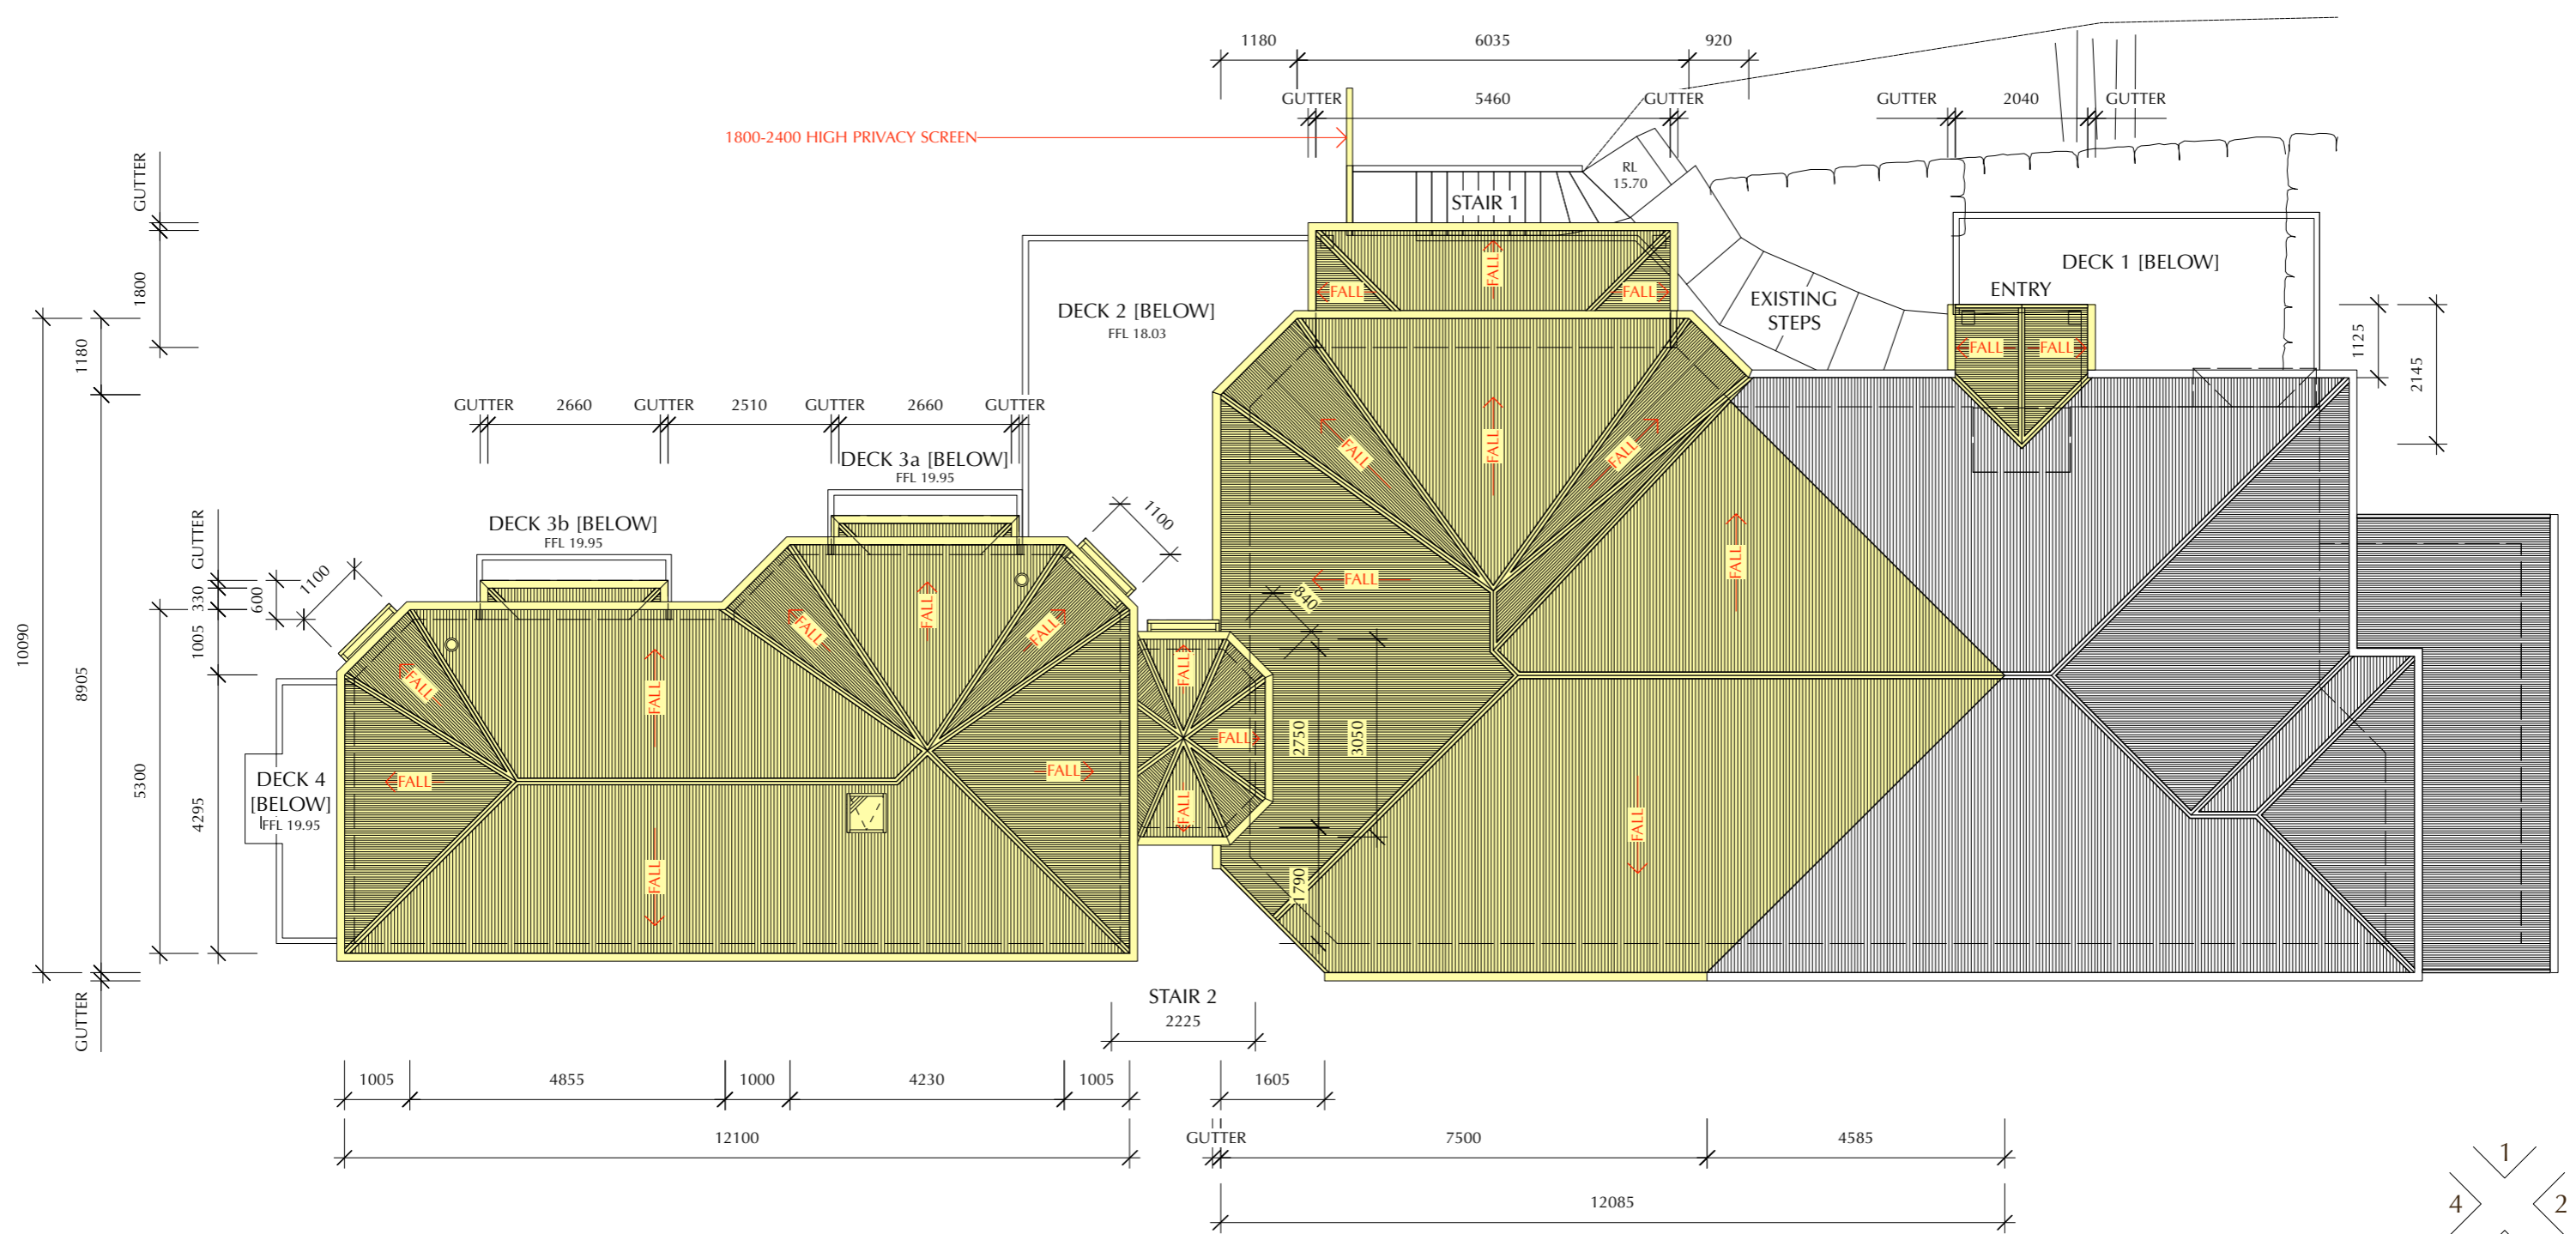 1180
6035
920
GUTTER
5460
GUTTER
GUTTER
2040
GUTTER
1800-2400 HIGH PRIVACY SCREEN
RL
15.70
STAIR 1
GUTTER
1800
DECK 1 [BELOW]
ENTRY
EXISTING
STEPS
DECK 2 [BELOW]
FFL 18.03
FALL
FALL
FALL
FALL
FALL
1125
2145
1180
10090
8905
GUTTER
2660
GUTTER
2510
GUTTER
2660
GUTTER
DECK 3a [BELOW]
FFL 19.95
DECK 3b [BELOW]
FFL 19.95
1100
1100
GUTTER
330
600
1005
5300
4295
GUTTER
FALL
FALL
FALL
FALL
FALL
840
FALL
FALL
FALL
FALL
FALL
FALL
FALL
FALL
FALL
FALL
FALL
FALL
FALL
2750
3050
1790
FALL
DECK 4
[BELOW]
FFL 19.95
STAIR 2
2225
1005
4855
1000
4230
1005
1605
12100
GUTTER
7500
4585
12085
1
4
2